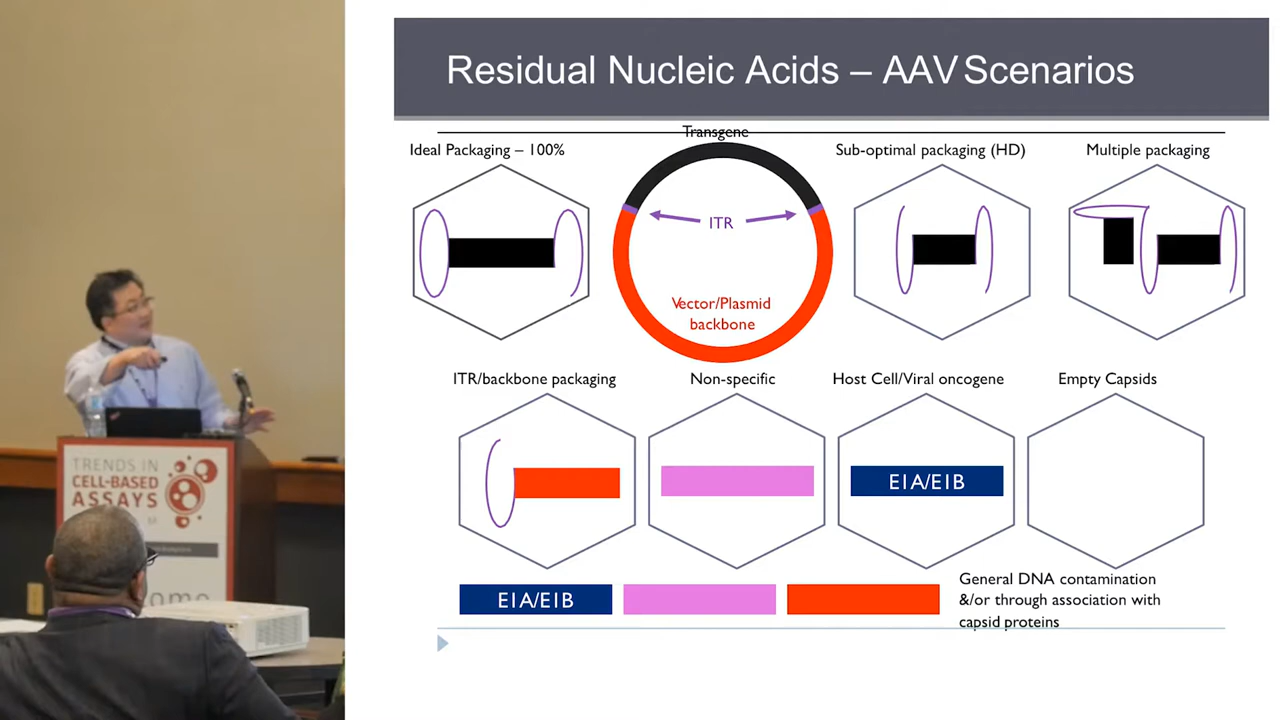 Residual Nucleic Acids – AAV Scenarios
Transgene
Ideal Packaging – 100%
Sub-optimal packaging (HD)
Multiple packaging
ITR
Vector/Plasmid
backbone
ITR/backbone packaging
Non-specific
Host Cell/Viral oncogene
Empty Capsids
E1A/E1B
E1A/E1B
General DNA contamination
&/or through association with
capsid proteins
TRENDS IN
CELL-BASED
ASSAYS